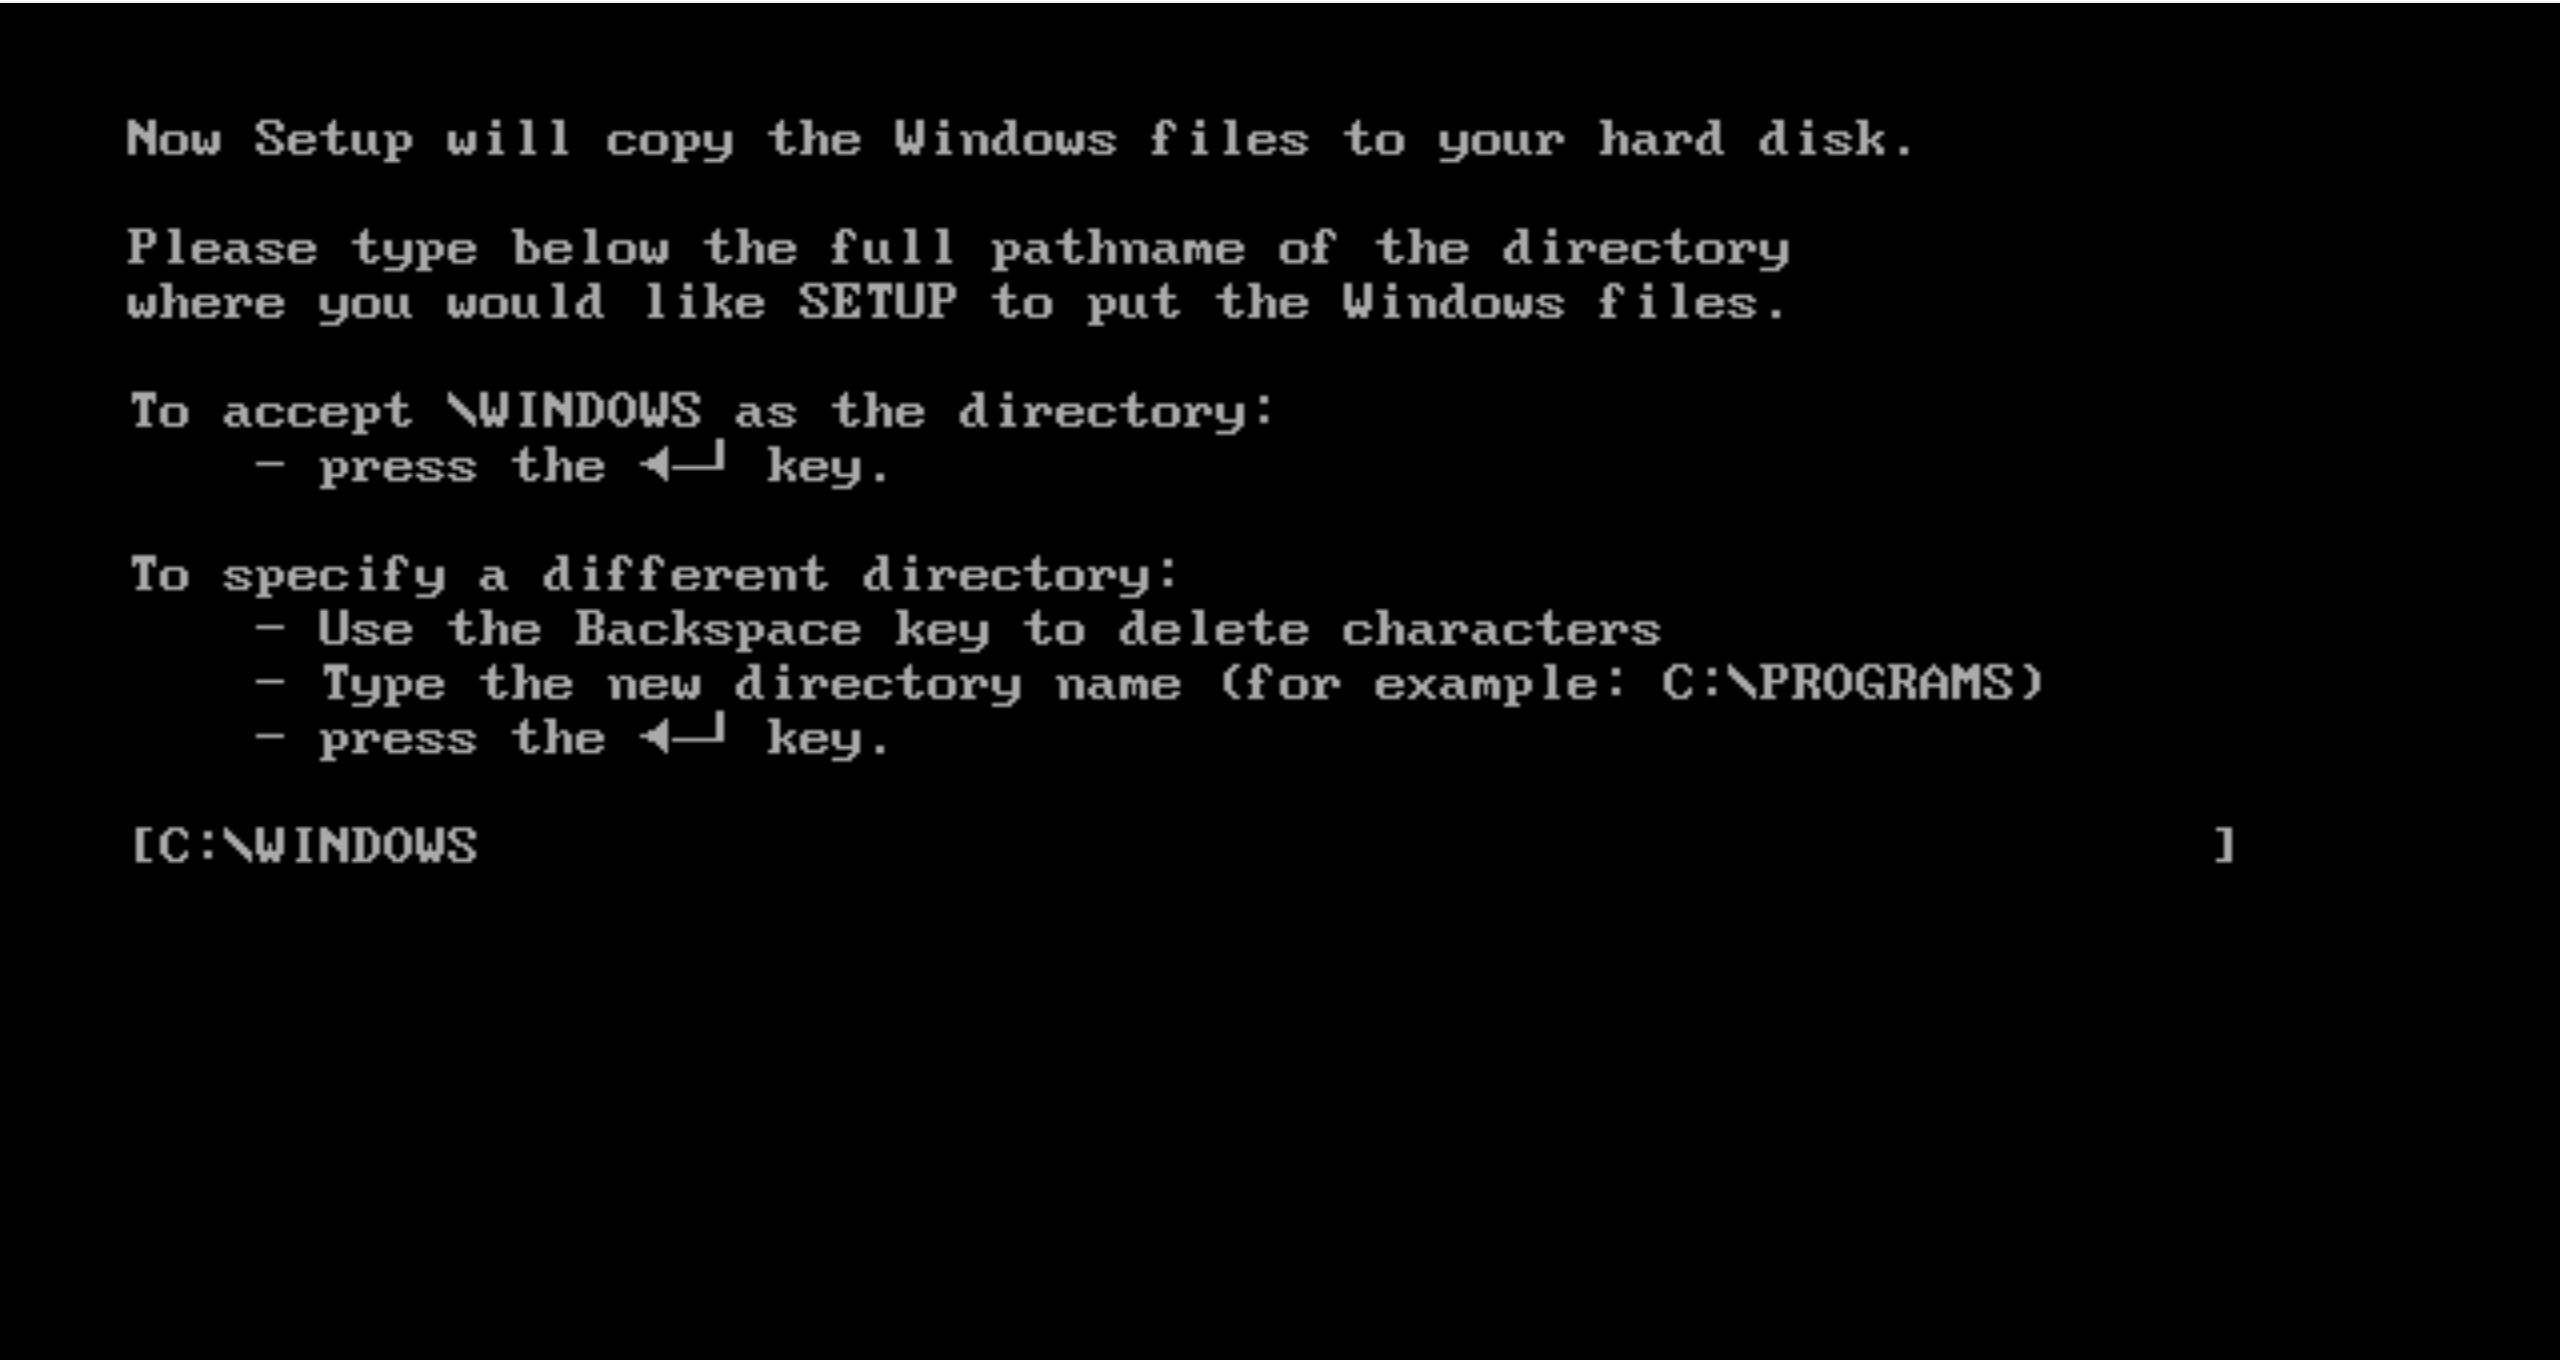 Now Setup will copy the Windows files to your hard disk.
Please type below the full pathname of the directory
where you would like SETUP to put the Windows files.
To accept \WINDOWS as the directory:
– press the ◄─┘ key.
To specify a different directory:
– Use the Backspace key to delete characters
– Type the new directory name (for example: C:\PROGRAMS)
– press the ◄─┘ key.
[C:\WINDOWS ]